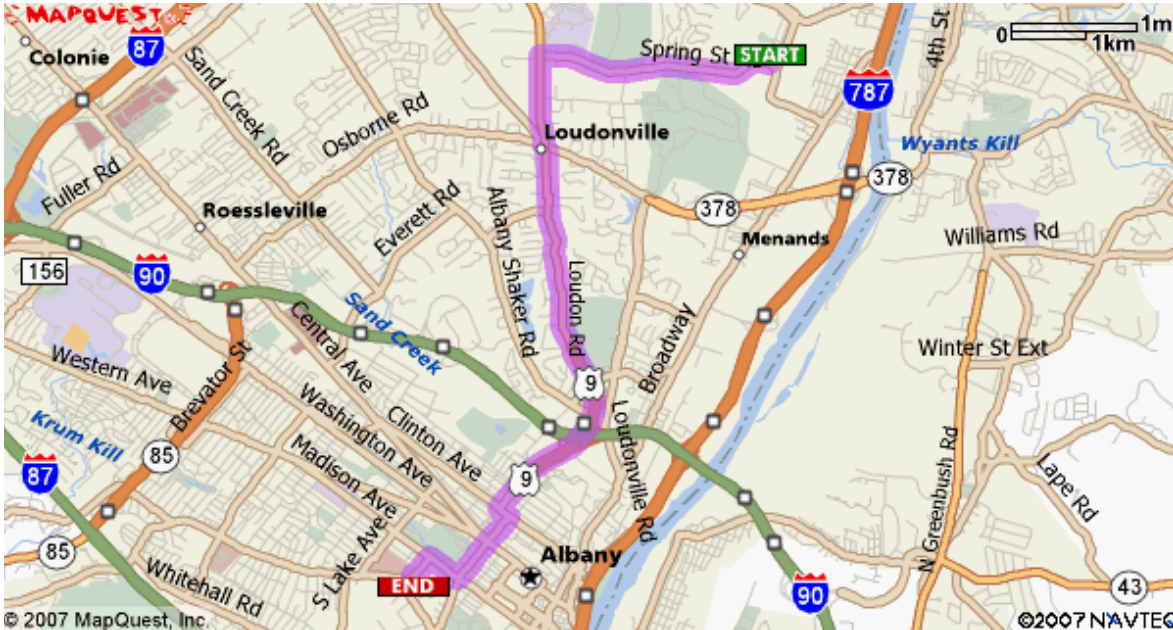 MAPQUEST
87
Colonie
Sand Creek Rd
Spring St
START
0
1m
1km
4th St
787
Osborne Rd
Loudonville
Wyants Kill
Fuller Rd
378
378
Roessleville
Everett Rd
Albany Shaker Rd
Menands
Williams Rd
156
90
Loudon Rd
Sand Creek
Central Ave
Broadway
Winter St Ext
Western Ave
Brevator St
9
Washington Ave
Clinton Ave
Loudonville Rd
Krum Kill
Madison Ave
85
87
9
N Greenbush Rd
Lape Rd
S Lake Ave
Albany
85
Whitehall Rd
END
90
43
© 2007 MapQuest, Inc.
©2007 NAVTEQ